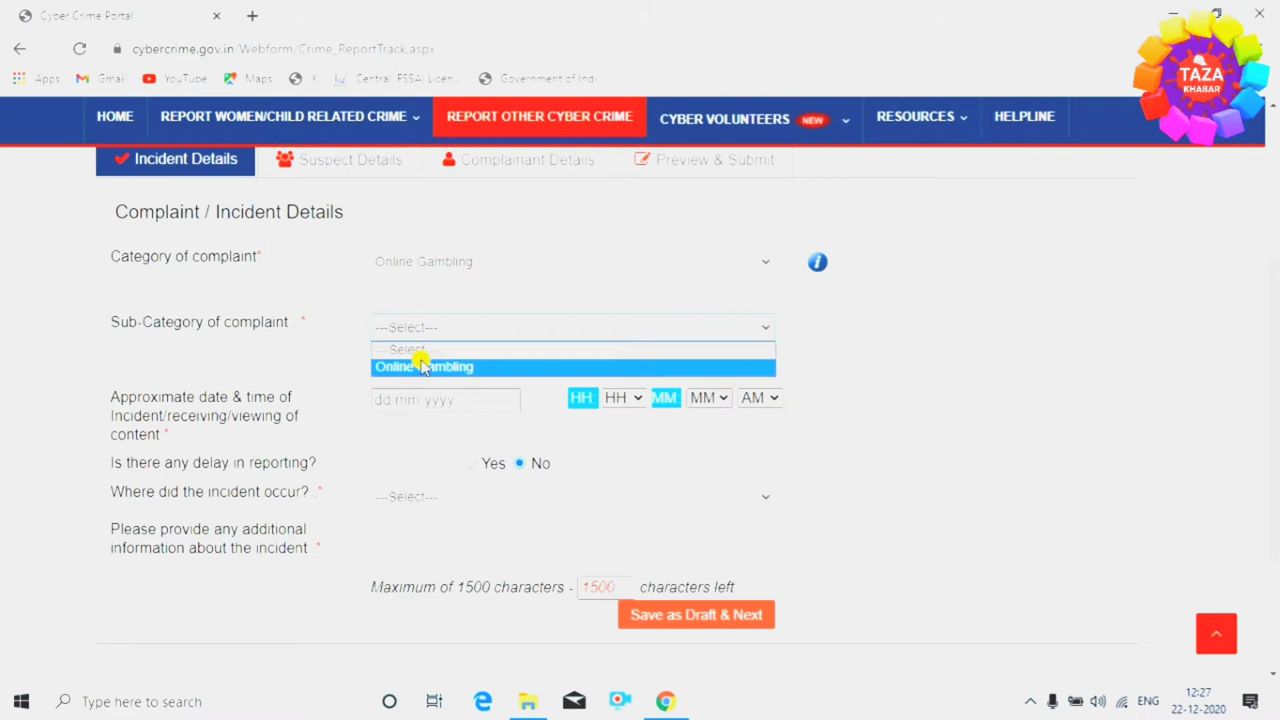 Cyber Crime Portal
cybercrime.gov.in/Webform/Crime_ReportTrack.aspx
Apps Gmail YouTube Maps X Central FSSAI Licen... Government of Indi...
TAZA
KHABAR
HOME REPORT WOMEN/CHILD RELATED CRIME REPORT OTHER CYBER CRIME CYBER VOLUNTEERS NEW RESOURCES HELPLINE
Incident Details Suspect Details Complainant Details Preview & Submit
Complaint / Incident Details
Category of complaint* Online Gambling
Sub-Category of complaint * ---Select---
---Select---
Online Gambling
Approximate date & time of
Incident/receiving/viewing of
content *
dd mm yyyy HH: HH MM: MM AM
Is there any delay in reporting? Yes No
Where did the incident occur? . * ---Select---
Please provide any additional
information about the incident *
Maximum of 1500 characters - 1500 characters left
Save as Draft & Next
Type here to search
ENG
12:27
22-12-2020